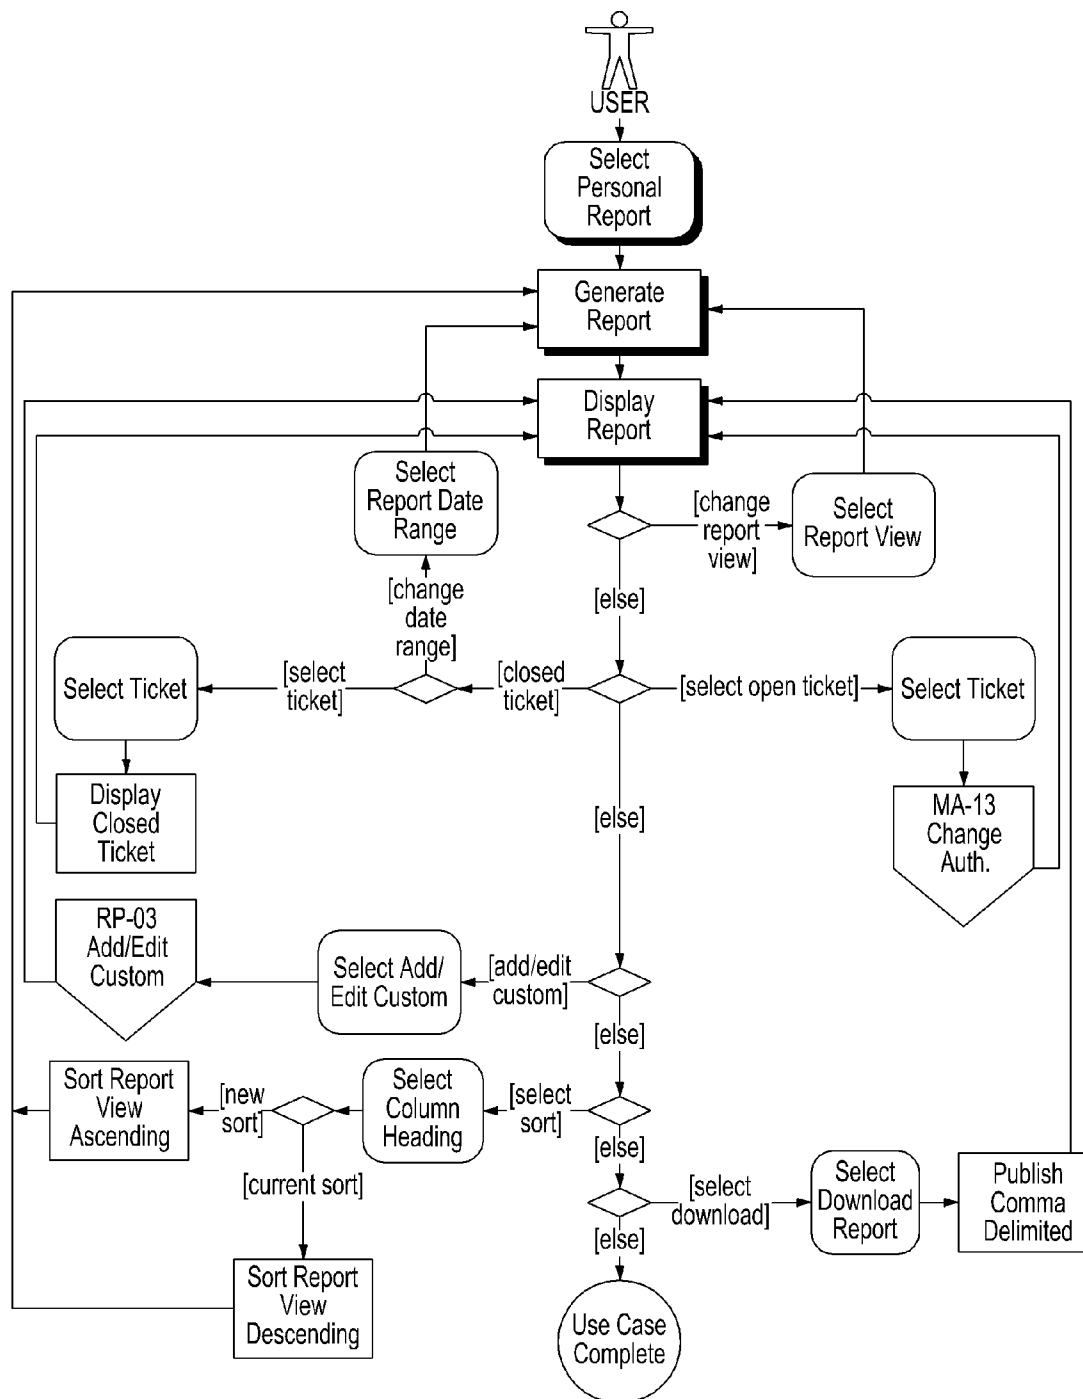 USER
Select
Personal
Report
Generate
Report
Display
Report
Select
Report Date
Range
[change
report
view]
Select
Report View
[change
date
range]
[else]
Select Ticket
[select
ticket]
[closed
ticket]
[select open ticket]
Select Ticket
Display
Closed
Ticket
[else]
MA-13
Change
Auth.
RP-03
Add/Edit
Custom
Select Add/
Edit Custom
[add/edit
custom]
[else]
Sort Report
View
Ascending
[new
sort]
Select
Column
Heading
[select
sort]
[else]
[current sort]
[select
download]
Select
Download
Report
Publish
Comma
Delimited
[else]
Sort Report
View
Descending
Use Case
Complete